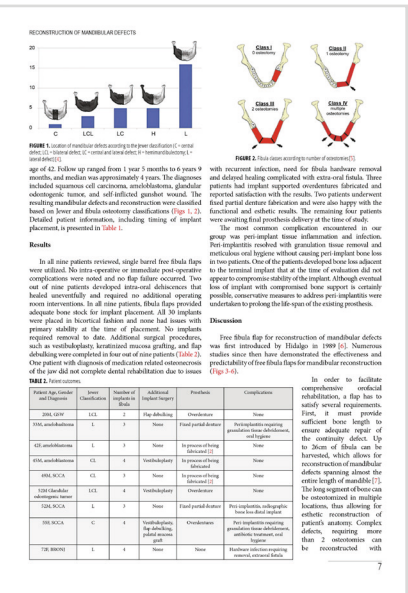 RECONSTRUCTION OF MANDIBULAR DEFECTS
20
15
10
5
0
C
LCL
LC
H
L
FIGURE 1. Location of mandibular defects according to the Jewer classification (C = central
defect; LCL = bilateral defect; LC = central and lateral defect; H = hemimandibulectomy; L =
lateral defect)[4].
Class I
0 osteotomy
Class II
1 osteotomy
Class III
2 osteotomies
Class IV
multiple
osteotomies
FIGURE 2. Fibula classes according to number of osteotomies[5].
age of 42. Follow up ranged from 1 year 5 months to 6 years 9
months, and median was approximately 4 years. The diagnoses
included squamous cell carcinoma, ameloblastoma, glandular
odontogenic tumor, and self-inflicted gunshot wound. The
resulting mandibular defects and reconstruction were classified
based on Jewer and fibula osteotomy classifications (Figs 1, 2).
Detailed patient information, including timing of implant
placement, is presented in Table 1.
Results
In all nine patients reviewed, single barrel free fibula flaps
were utilized. No intra-operative or immediate post-operative
complications were noted and no flap failure occurred. Two
out of nine patients developed intra-oral dehiscences that
healed uneventfully and required no additional operating
room interventions. In all nine patients, fibula flaps provided
adequate bone stock for implant placement. All 30 implants
were placed in bicortical fashion and none had issues with
primary stability at the time of placement. No implants
required removal to date. Additional surgical procedures,
such as vestibuloplasty, keratinized mucosa grafting, and flap
debulking were completed in four out of nine patients (Table 2).
One patient with diagnosis of medication related osteonecrosis
of the jaw did not complete dental rehabilitation due to issues
with recurrent infection, need for fibula hardware removal
and delayed healing complicated with extra-oral fistula. Three
patients had implant supported overdentures fabricated and
reported satisfaction with the results. Two patients underwent
fixed partial denture fabrication and were also happy with the
functional and esthetic results. The remaining four patients
were awaiting final prosthesis delivery at the time of study.
The most common complication encountered in our
group was peri-implant tissue inflammation and infection.
Peri-implantitis resolved with granulation tissue removal and
meticulous oral hygiene without causing peri-implant bone loss
in two patients. One of the patients developed bone loss adjacent
to the terminal implant that at the time of evaluation did not
appear to compromise stability of the implant. Although eventual
loss of implant with compromised bone support is certainly
possible, conservative measures to address peri-implantitis were
undertaken to prolong the life-span of the existing prosthesis.
Discussion
Free fibula flap for reconstruction of mandibular defects
was first introduced by Hidalgo in 1989 [6]. Numerous
studies since then have demonstrated the effectiveness and
predictability of free fibula flaps for mandibular reconstruction
(Figs 3-6).
TABLE 2. Patient outcomes.
Patient Age, Gender and Diagnosis | Jewer Classification | Number of implants in fibula | Additional Implant Surgery | Prosthesis | Complications
20M, GSW | LCL | 2 | Flap debulking | Overdenture | None
33M, ameloblastoma | L | 3 | None | Fixed partial denture | Periimplantitis requiring granulation tissue debridement, oral hygiene
42F, ameloblastoma | L | 3 | None | In process of being fabricated [2] | None
45M, ameloblastoma | CL | 4 | Vestibuloplasty | In process of being fabricated | None
49M, SCCA | CL | 3 | None | In process of being fabricated [2] | None
52M Glandular odontogenic tumor | LCL | 4 | Vestibuloplasty | Overdenture | None
52M, SCCA | L | 3 | None | Fixed partial denture | Peri-implantitis, radiographic bone loss distal implant
59F, SCCA | C | 4 | Vestibuloplasty, flap debulking, palatal mucosa graft | Overdenture | Peri-implantitis requiring granulation tissue debridement, antibiotic treatment, oral hygiene
72F, BRONJ | L | 4 | None | None | Hardware infection requiring removal, extraoral fistula
In order to facilitate
comprehensive orofacial
rehabilitation, a flap has to
satisfy several requirements.
First, it must provide
sufficient bone length to
ensure adequate repair of
the continuity defect. Up
to 26cm of fibula can be
harvested, which allows for
reconstruction of mandibular
defects spanning almost the
entire length of mandible [7].
The long segment of bone can
be osteotomized in multiple
locations, thus allowing for
esthetic reconstruction of
patient's anatomy. Complex
defects, requiring more
than 2 osteotomies can
be reconstructed with
7